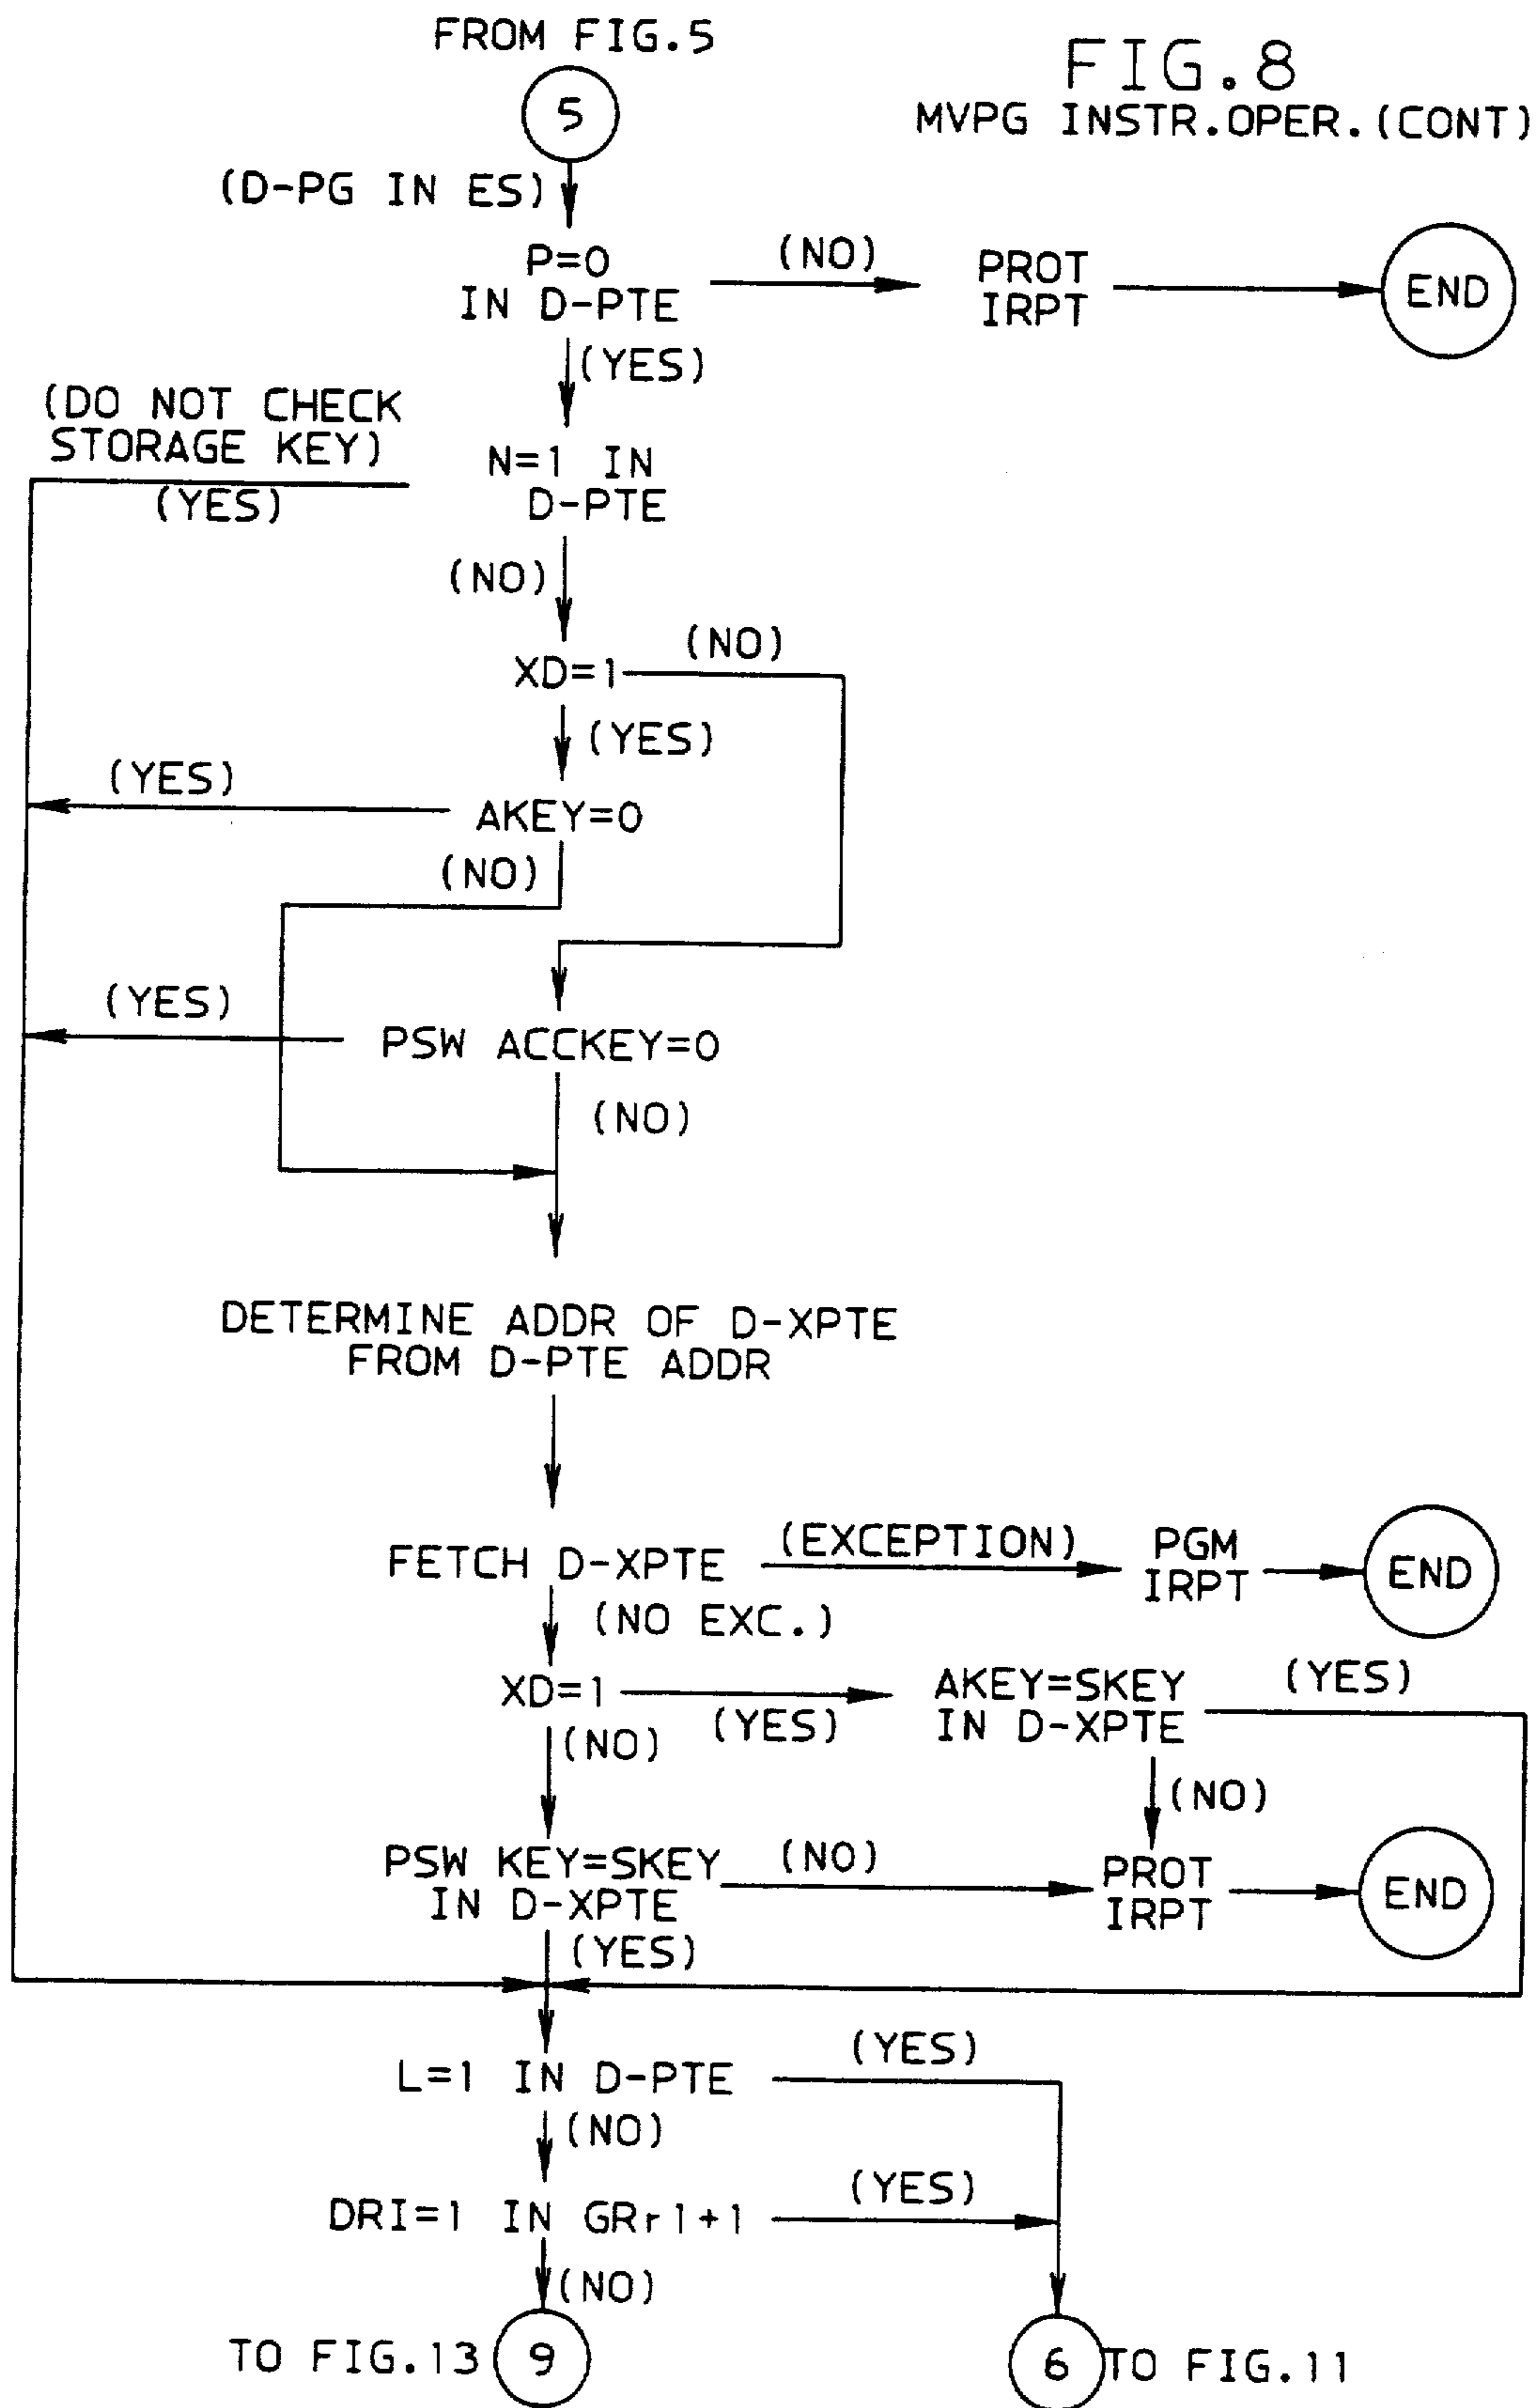 FROM FIG.5
5
FIG.8
MVPG INSTR.OPER.(CONT)
(D-PG IN ES)
P=0
IN D-PTE
(NO)
PROT
IRPT
END
(YES)
(DO NOT CHECK
STORAGE KEY)
(YES)
N=1 IN
D-PTE
(NO)
XD=1
(NO)
(YES)
(YES)
AKEY=0
(NO)
(YES)
PSW ACCKEY=0
(NO)
DETERMINE ADDR OF D-XPTE
FROM D-PTE ADDR
FETCH D-XPTE
(EXCEPTION)
PGM
IRPT
END
(NO EXC.)
XD=1
(YES)
AKEY=SKEY
IN D-XPTE
(YES)
(NO)
(NO)
PSW KEY=SKEY
IN D-XPTE
(NO)
PROT
IRPT
END
(YES)
L=1 IN D-PTE
(YES)
(NO)
DRI=1 IN GRr1+1
(YES)
(NO)
TO FIG.13
9
6
TO FIG.11